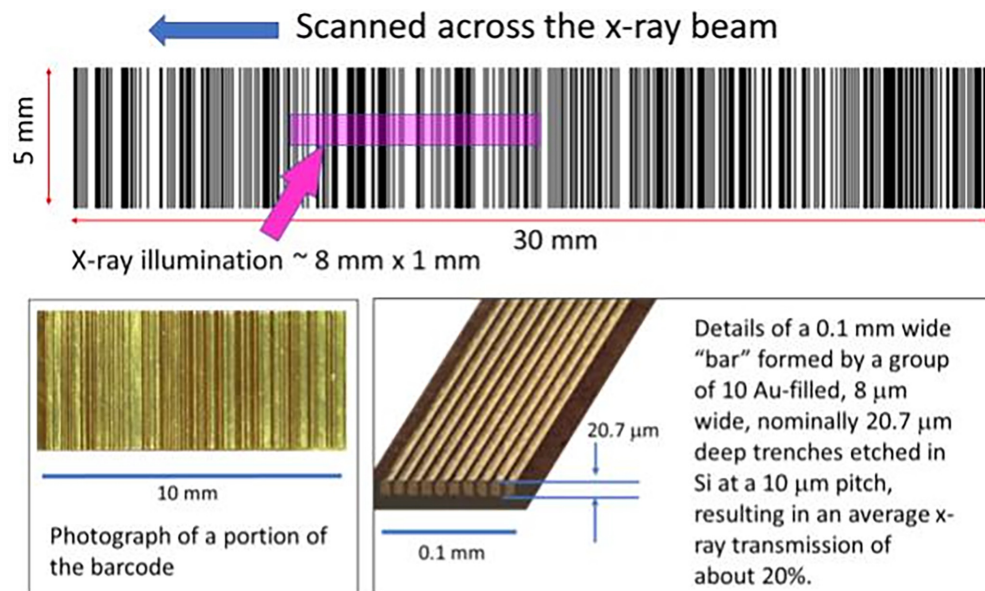 Scanned across the x-ray beam
5 mm
30 mm
X-ray illumination ~ 8 mm x 1 mm
10 mm
Photograph of a portion of
the barcode
20.7 μm
0.1 mm
Details of a 0.1 mm wide
“bar” formed by a group
of 10 Au-filled, 8 μm
wide, nominally 20.7 μm
deep trenches etched in
Si at a 10 μm pitch,
resulting in an average x-
ray transmission of
about 20%.